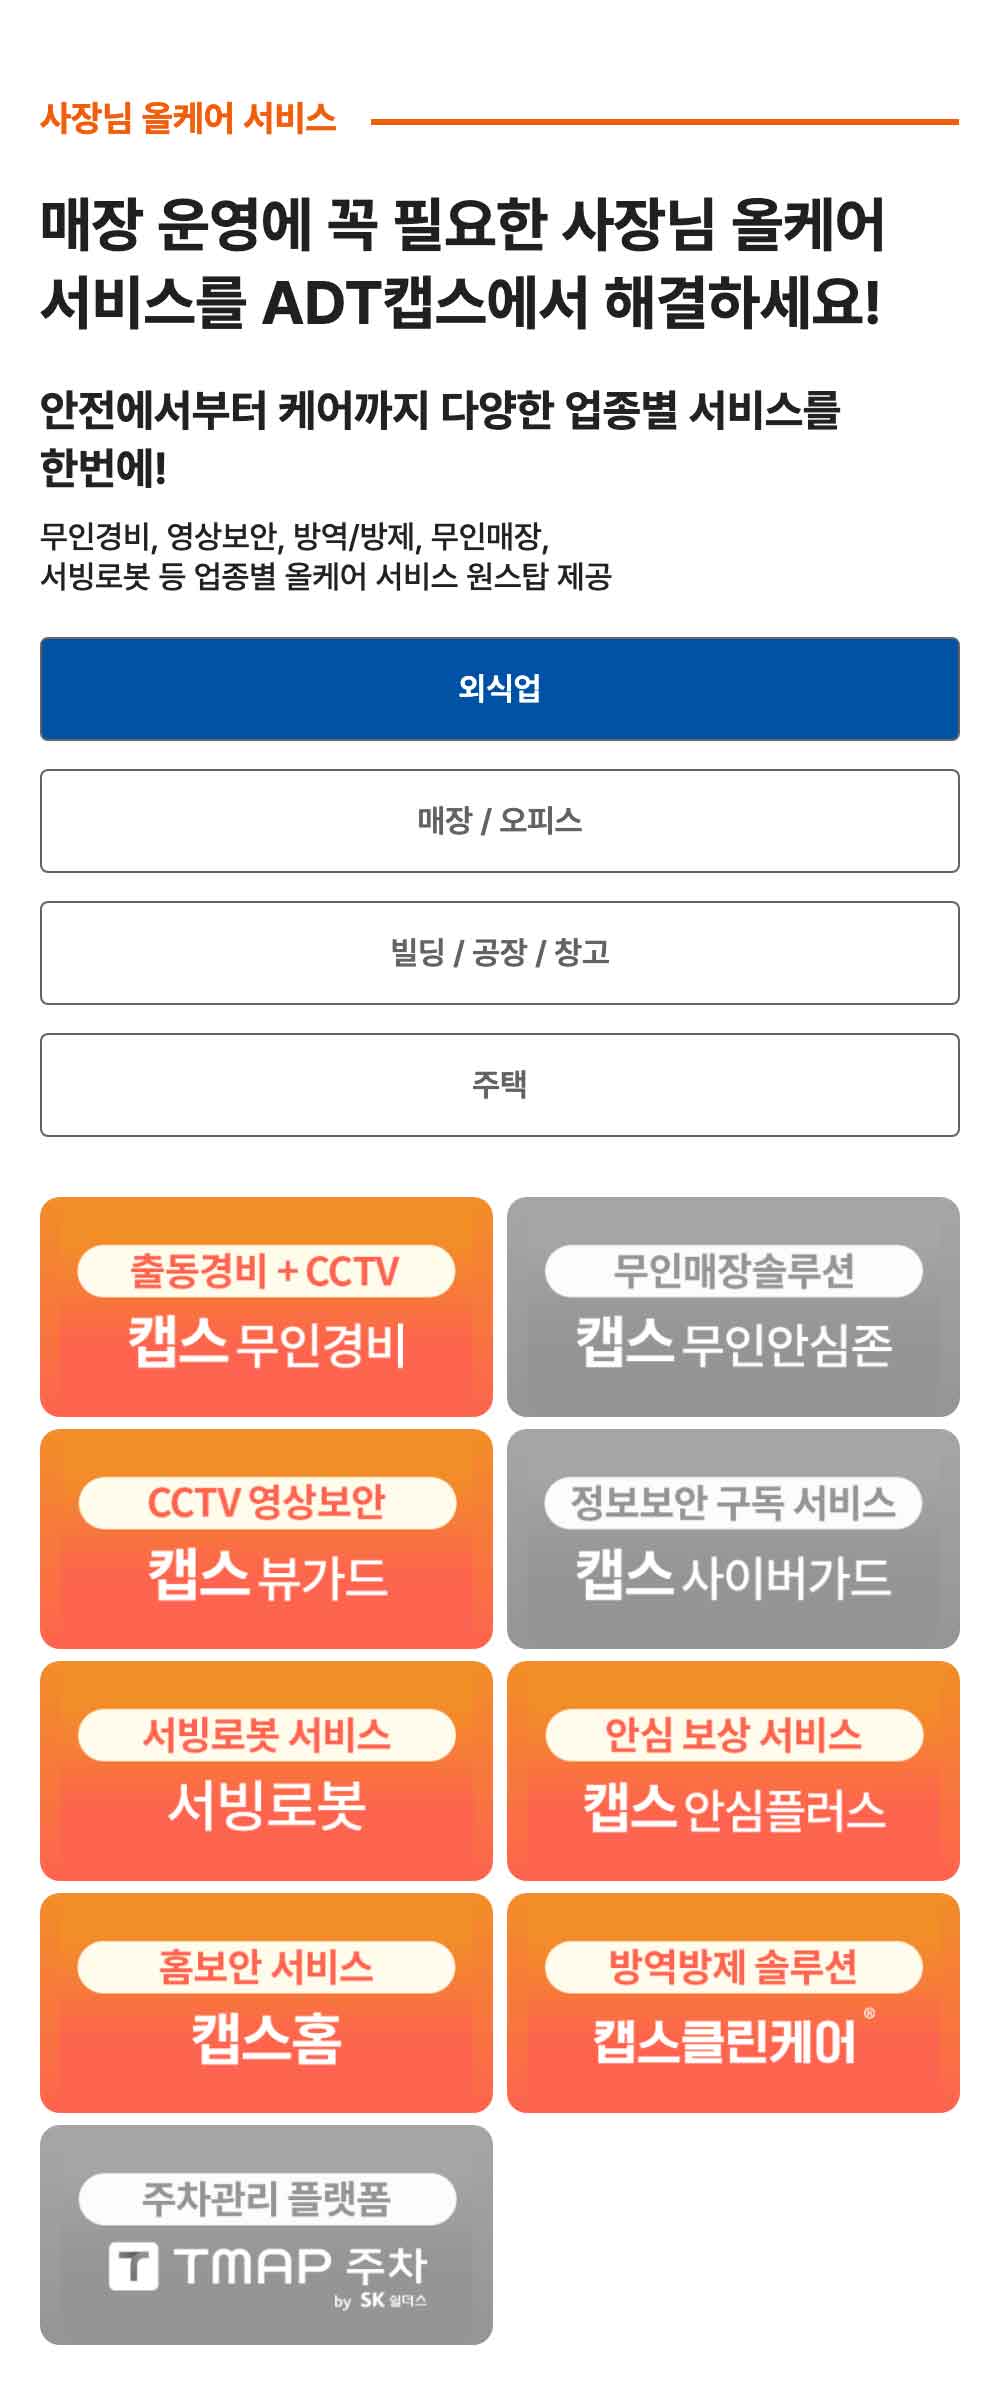 사장님 올케어 서비스
매장 운영에 꼭 필요한 사장님 올케어
서비스를 ADT캡스에서 해결하세요!
안전에서부터 케어까지 다양한 업종별 서비스를
한번에!
무인경비, 영상보안, 방역/방제, 무인매장,
서빙로봇 등 업종별 올케어 서비스 원스탑 제공
외식업
매장 / 오피스
빌딩 / 공장 / 창고
주택
출동경비 + CCTV
캡스 무인경비
무인매장솔루션
캡스 무인안심존
CCTV 영상보안
캡스 뷰가드
정보보안 구독 서비스
캡스 사이버가드
서빙로봇 서비스
서빙로봇
안심 보상 서비스
캡스 안심플러스
홈보안 서비스
캡스홈
방역방제 솔루션
캡스클린케어®
주차관리 플랫폼
T TMAP 주차
by SK 쉴더스